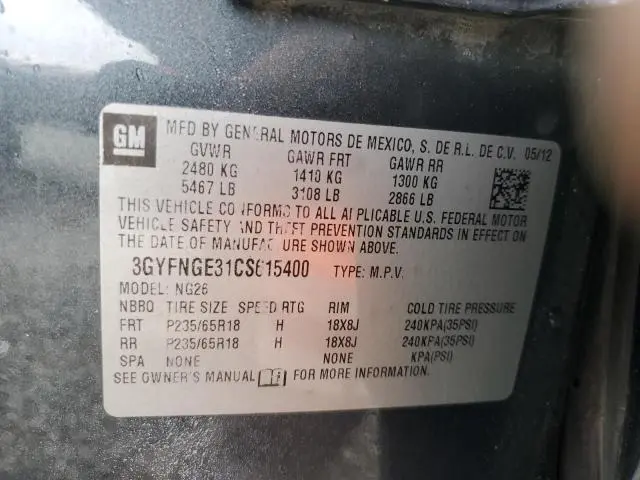 GM
MFD BY GENERAL MOTORS DE MEXICO, S. DE R.L. DE C.V. 05/12
GVWR GAWR FRT GAWR RR
2480 KG 1410 KG 1300 KG
5467 LB 3108 LB 2866 LB
THIS VEHICLE CONFORMS TO ALL APPLICABLE U.S. FEDERAL MOTOR
VEHICLE SAFETY AND THEFT PREVENTION STANDARDS IN EFFECT ON
THE DATE OF MANUFACTURE SHOWN ABOVE.
3GYFNGE31CS615400 TYPE: M.P.V.
MODEL: NG26
NBBQ TIRE SIZE SPEED RTG RIM COLD TIRE PRESSURE
FRT P235/65R18 H 18X8J 240KPA(35PSI)
RR P235/65R18 H 18X8J 240KPA(35PSI)
SPA NONE NONE KPA(PSI)
SEE OWNER'S MANUAL FOR MORE INFORMATION.